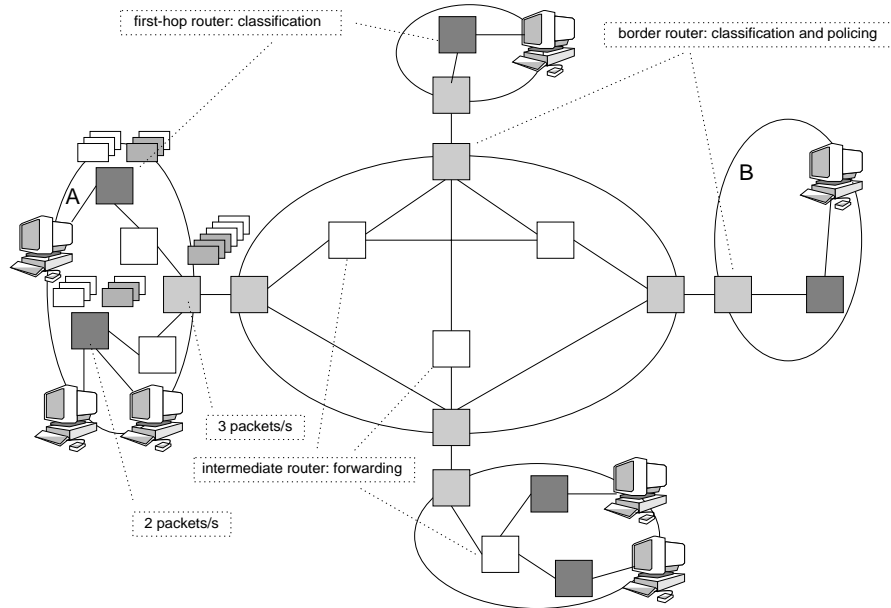 first-hop router: classification
border router: classification and policing
A
B
3 packets/s
intermediate router: forwarding
2 packets/s